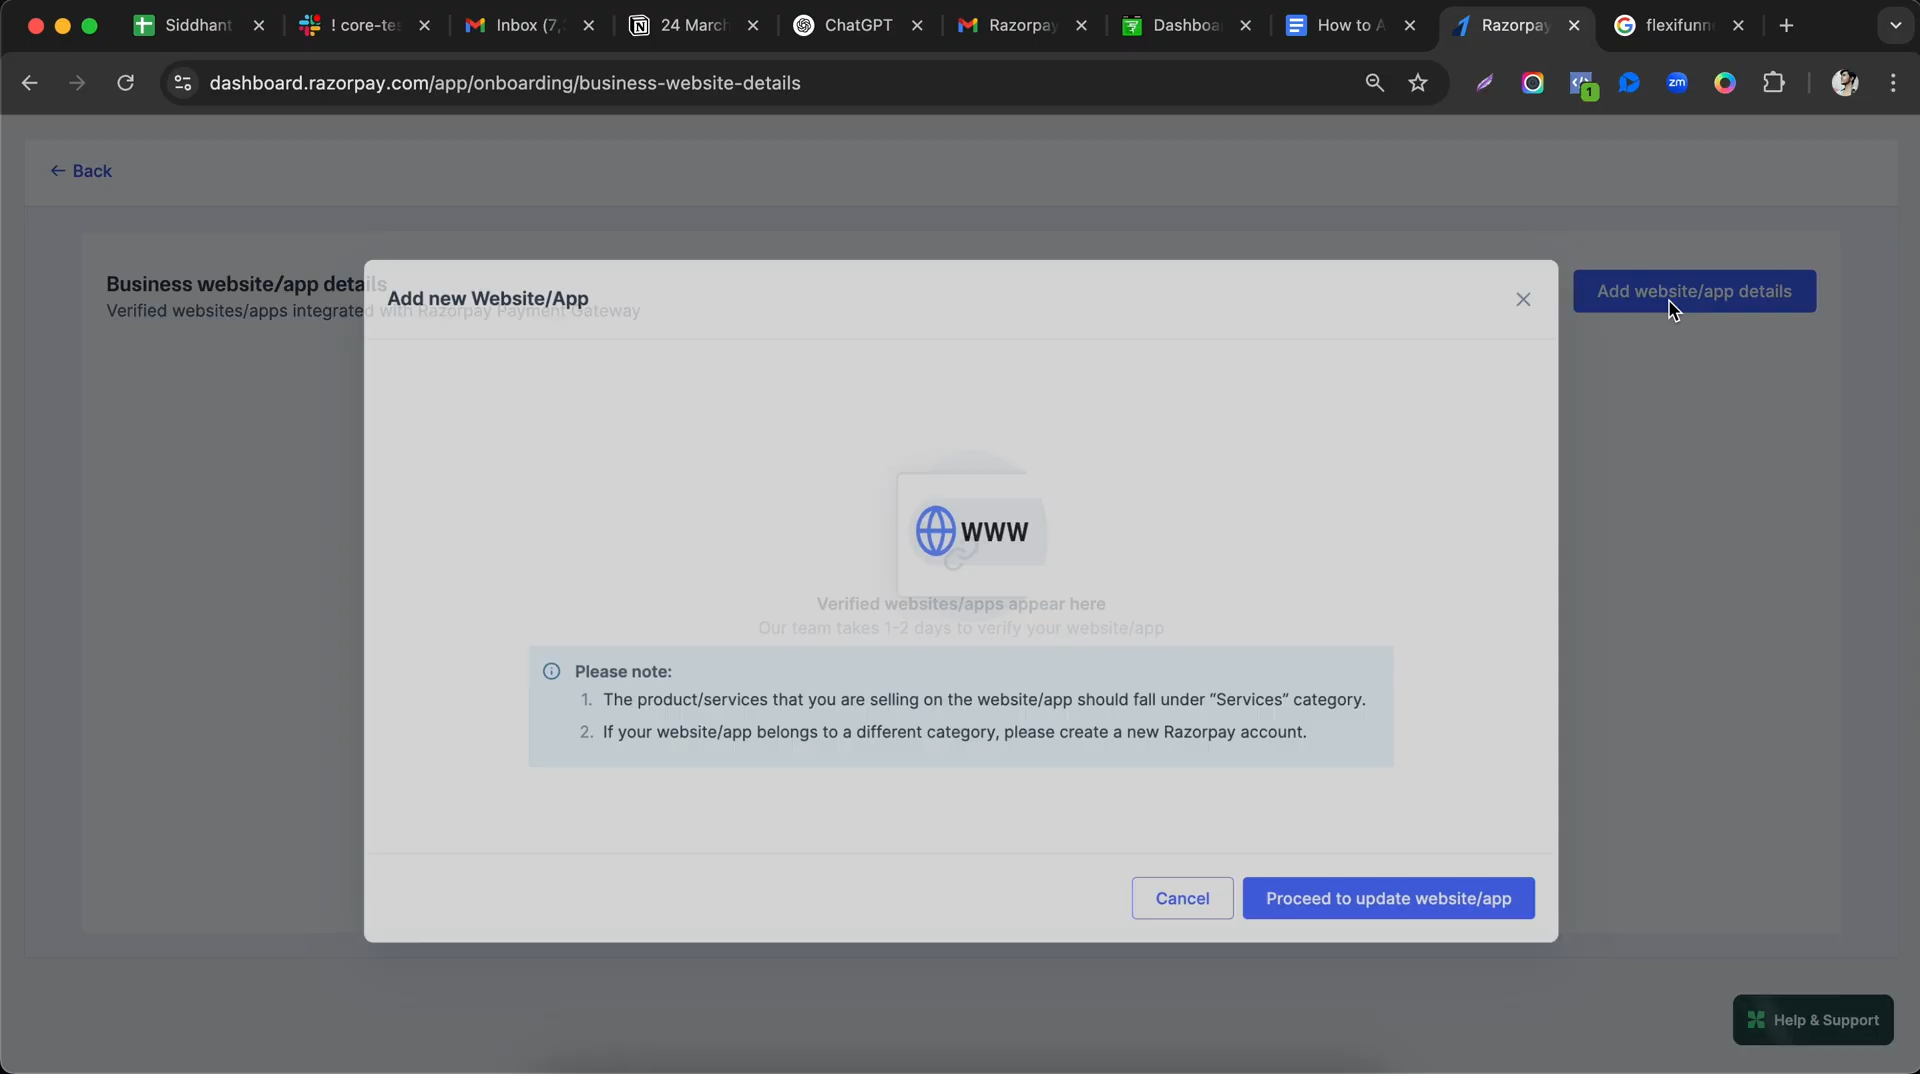 Siddhant
! core-tes
Inbox (7,
24 March
ChatGPT
Razorpay
Dashboa
How to A
Razorpay
flexifunn
dashboard.razorpay.com/app/onboarding/business-website-details
1
zm
← Back
Business website/app details
Verified websites/apps integrated with Razorpay Payment Gateway
Add website/app details
Add new Website/App
WWW
Verified websites/apps appear here
Our team takes 1-2 days to verify your website/app
Please note:
1. The product/services that you are selling on the website/app should fall under “Services” category.
2. If your website/app belongs to a different category, please create a new Razorpay account.
Cancel
Proceed to update website/app
Help & Support